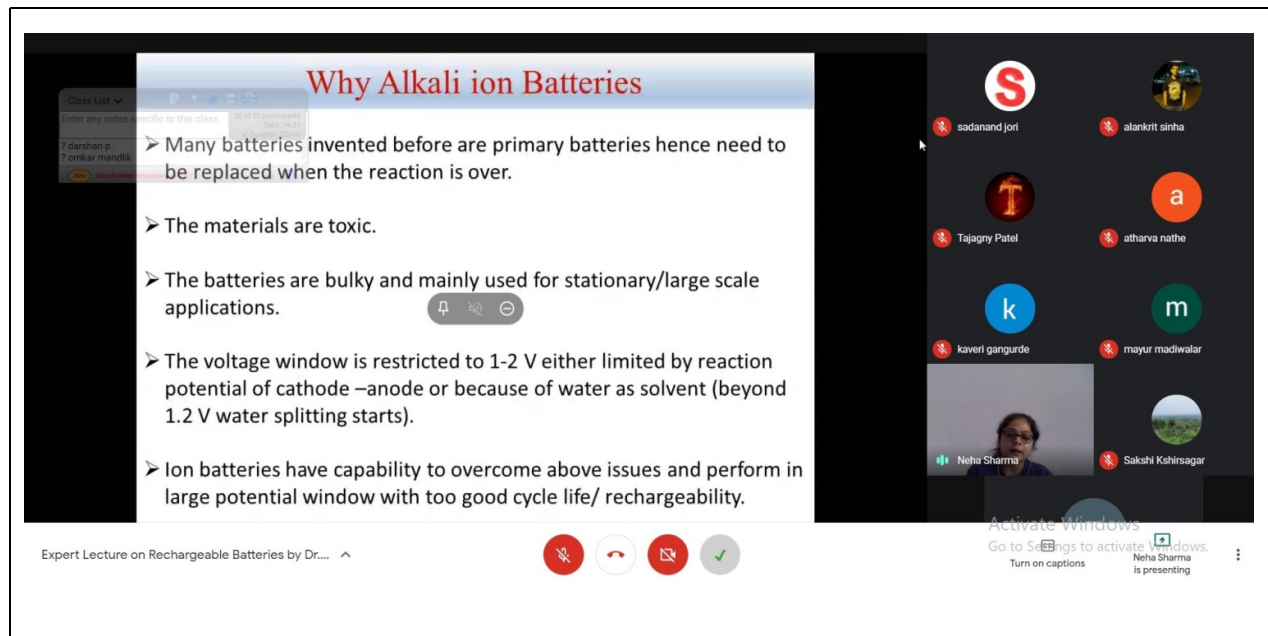 Why Alkali ion Batteries
Class List
Enter any notes specific to this class
? darshan p.
? omkar mandlik
New
➢ Many batteries invented before are primary batteries hence need to
be replaced when the reaction is over.
➢ The materials are toxic.
➢ The batteries are bulky and mainly used for stationary/large scale
applications.
➢ The voltage window is restricted to 1-2 V either limited by reaction
potential of cathode –anode or because of water as solvent (beyond
1.2 V water splitting starts).
➢ Ion batteries have capability to overcome above issues and perform in
large potential window with too good cycle life/ rechargeability.
S
sadanand jori
alankrit sinha
T
Tajagny Patel
a
atharva nathe
k
kaveri gangurde
m
mayur madiwalar
Neha Sharma
Sakshi Kshirsagar
Activate Windows
Go to Settings to activate Windows.
Expert Lecture on Rechargeable Batteries by Dr....
Turn on captions
Neha Sharma
is presenting